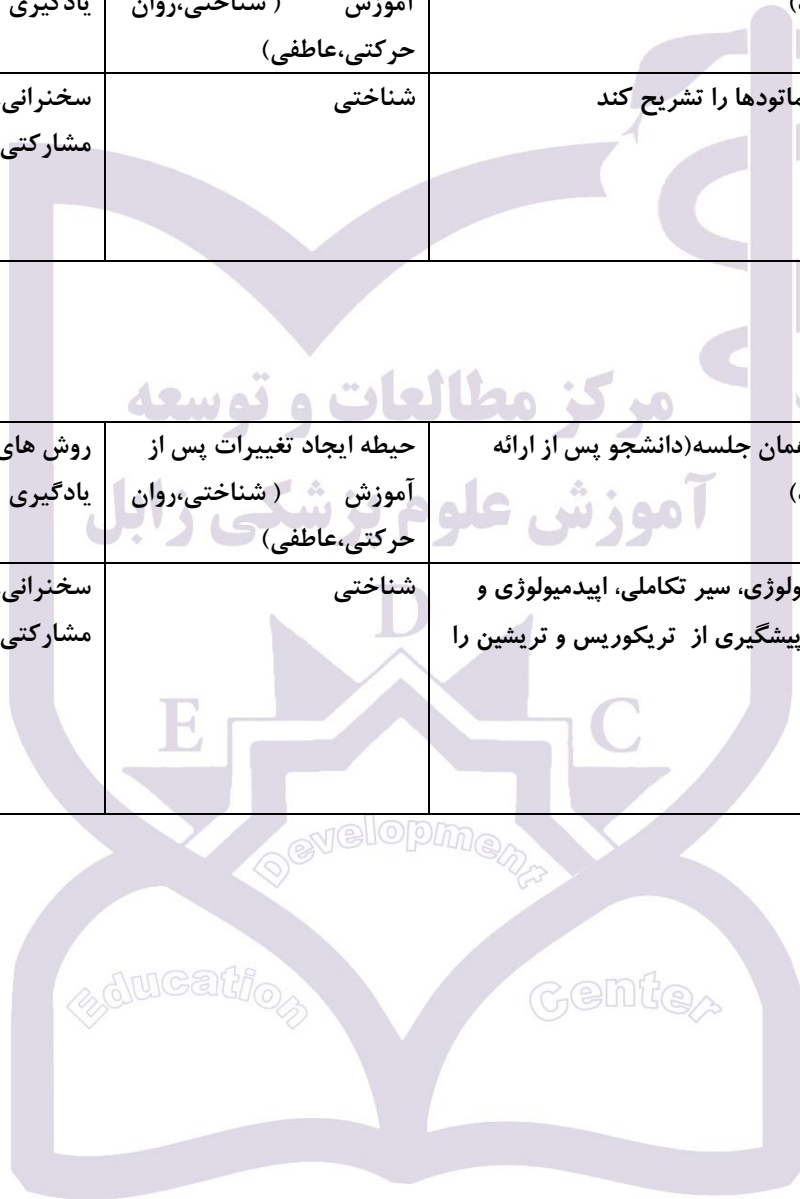 آموزش ( شناختی،روان
یادگیری
حرکتی،عاطفی)
ماتودها را تشریح کند
شناختی
سخنرانی
مشارکتی
مرکز مطالعات و توسعه
همان جلسه(دانشجو پس از ارائه
حیطه ایجاد تغییرات پس از
آموزش ( شناختی،روان
حرکتی،عاطفی)
روش های
یادگیری
آموزش علوم پزشکی زابل
ولوژی، سیر تکاملی، اپیدمیولوژی و
پیشگیری از تریکوریس و تریشین را
شناختی
سخنرانی
مشارکتی
E D C
Education Development Center